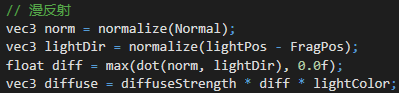 // 漫反射
vec3 norm = normalize(Normal);
vec3 lightDir = normalize(lightPos - FragPos);
float diff = max(dot(norm, lightDir), 0.0f);
vec3 diffuse = diffuseStrength * diff * lightColor;